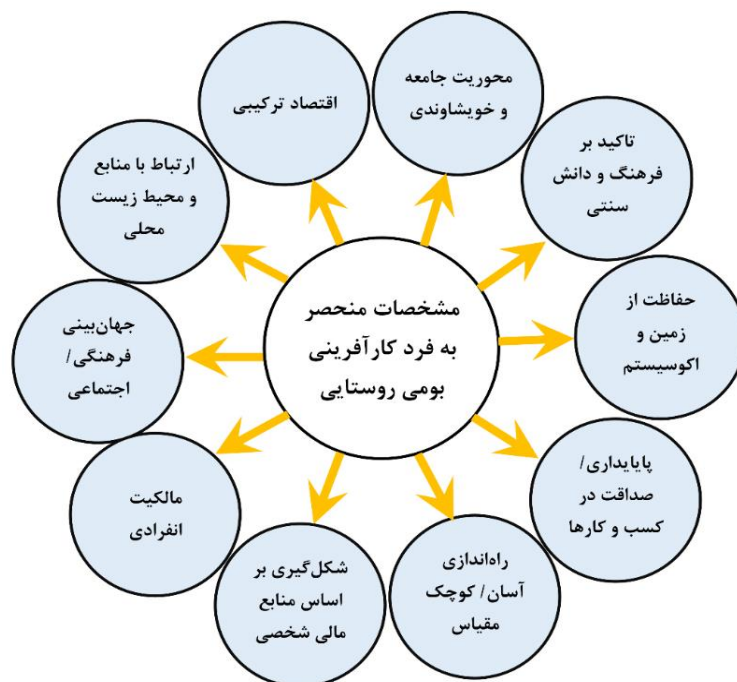 مشخصات منحصر
به فرد کارآفرینی
بومی روستایی
محوریت جامعه
و خویشاوندی
تاکید بر
فرهنگ و دانش
سنتی
حفاظت از
زمین و
اکوسیستم
پایایداری/
صداقت در
کسب و کارها
راه‌اندازی
آسان/ کوچک
مقیاس
شکل‌گیری بر
اساس منابع
مالی شخصی
مالکیت
انفرادی
جهان‌بینی
فرهنگی/
اجتماعی
ارتباط با منابع
و محیط زیست
محلی
اقتصاد ترکیبی